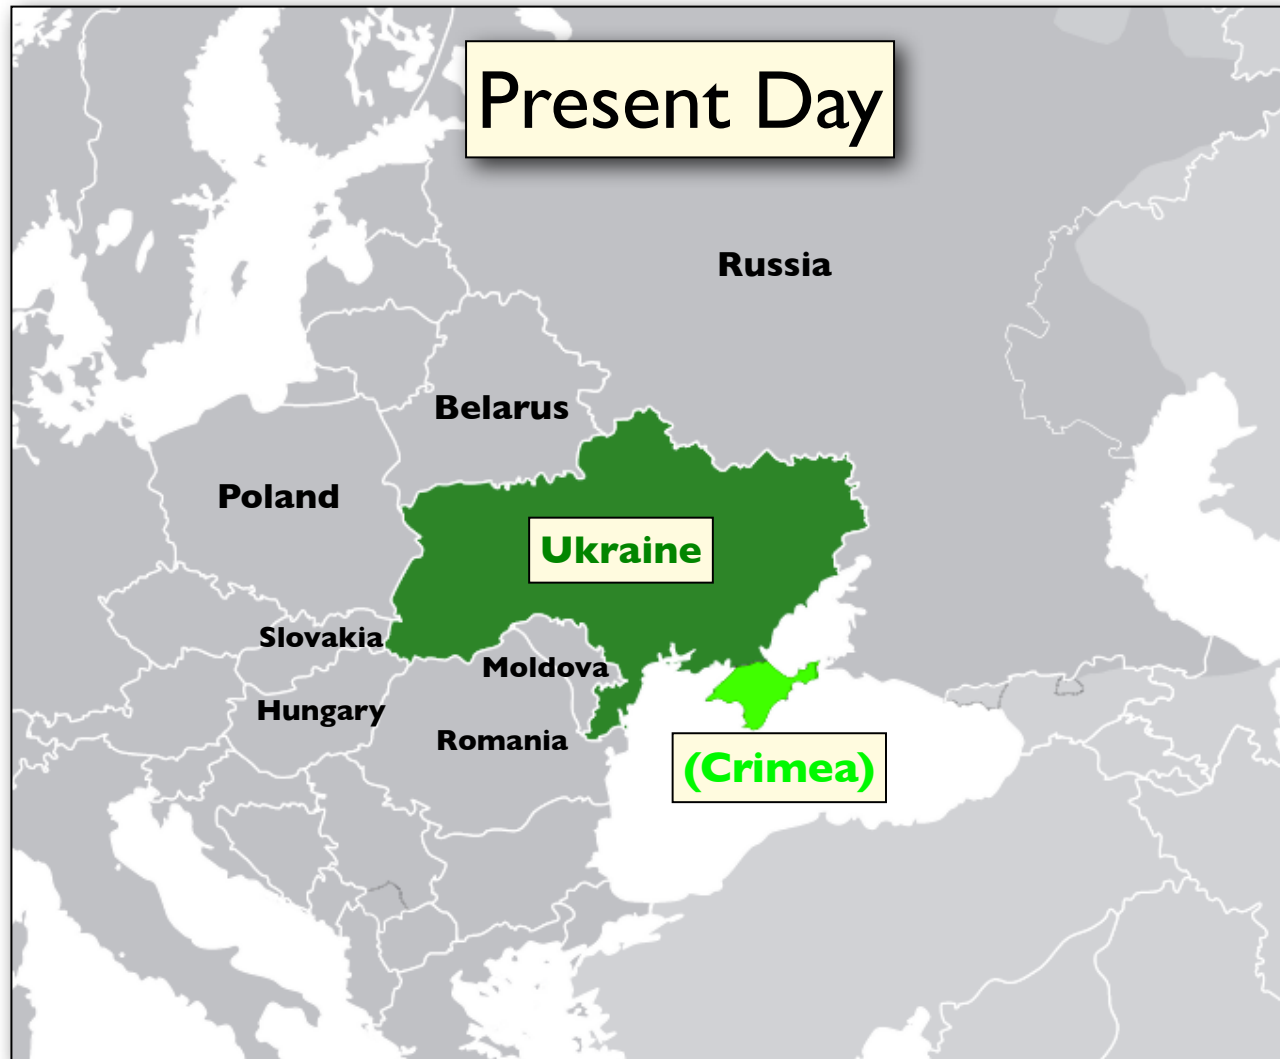 Present Day
Russia
Belarus
Poland
Ukraine
Slovakia
Moldova
Hungary
Romania
(Crimea)